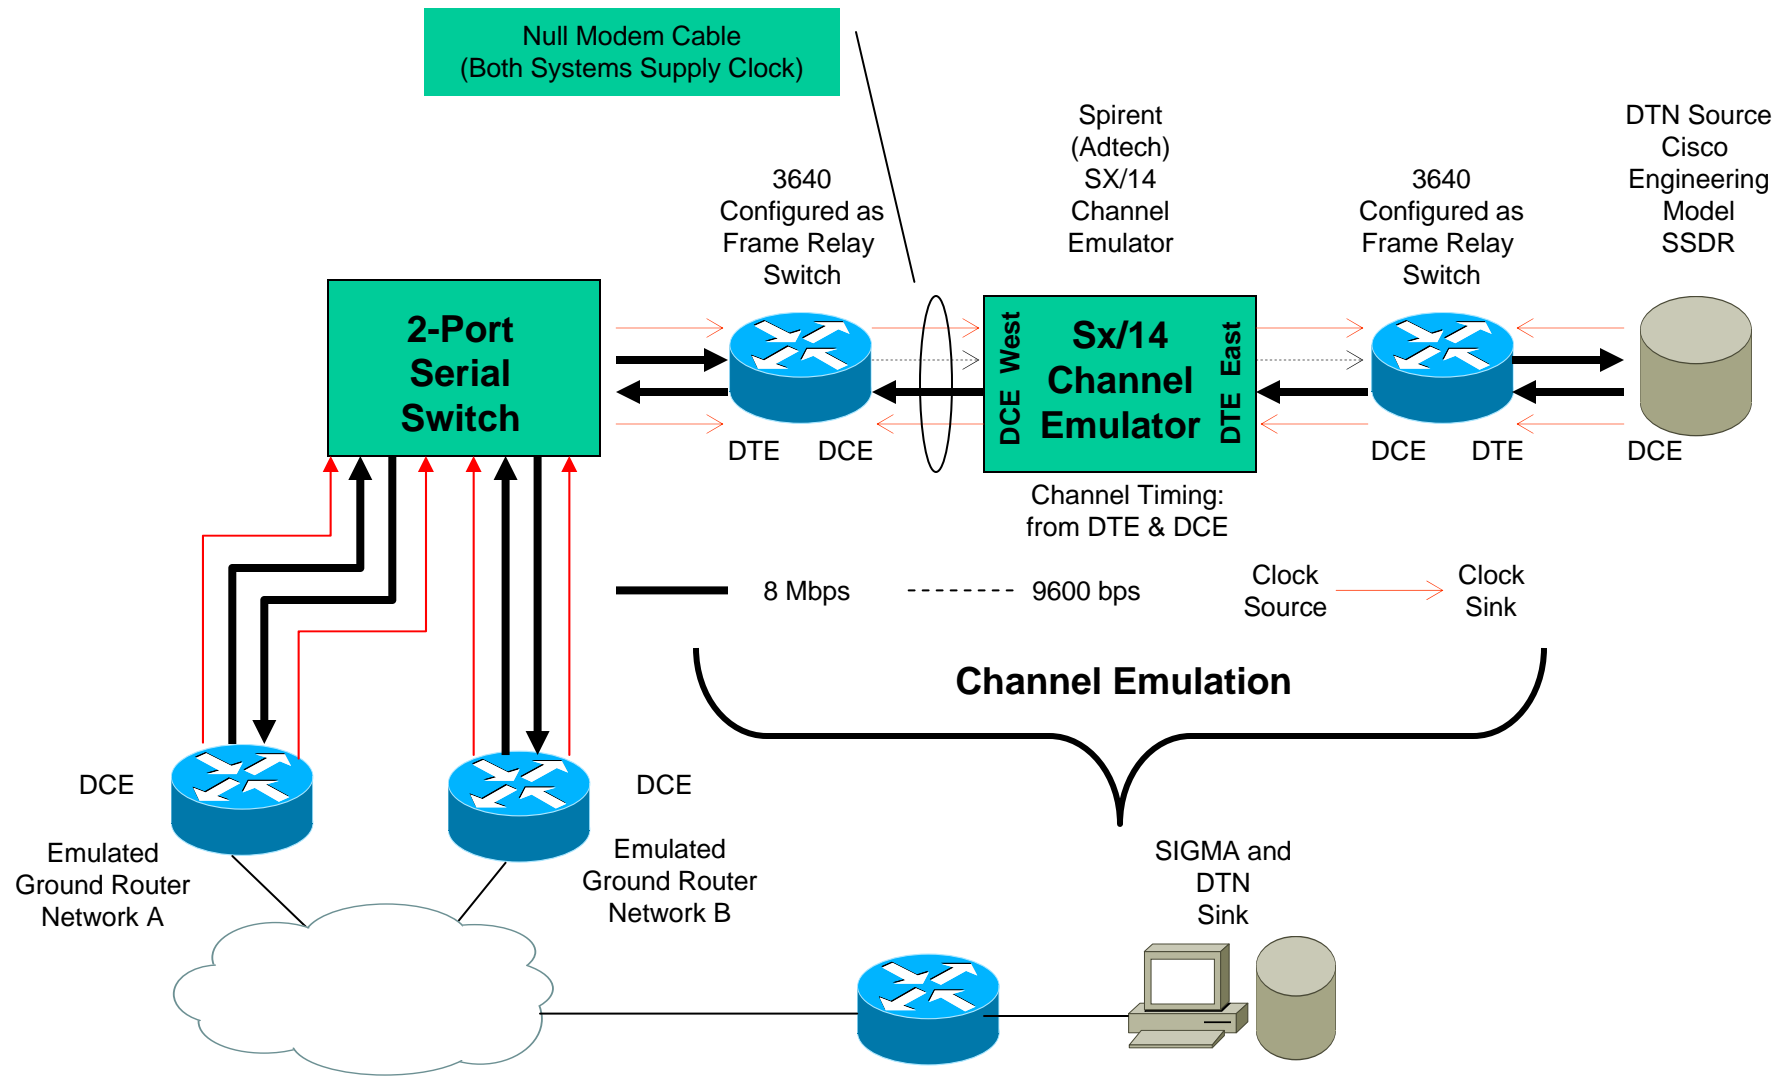 Null Modem Cable
(Both Systems Supply Clock)
3640
Configured as
Frame Relay
Switch
Spirent
(Adtech)
SX/14
Channel
Emulator
3640
Configured as
Frame Relay
Switch
DTN Source
Cisco
Engineering
Model
SSDR
2-Port
Serial
Switch
DTE
DCE
DCE West
Sx/14
Channel
Emulator
DTE East
DCE
DTE
DCE
Channel Timing:
from DTE & DCE
8 Mbps
9600 bps
Clock
Source
Clock
Sink
Channel Emulation
DCE
Emulated
Ground Router
Network A
DCE
Emulated
Ground Router
Network B
SIGMA and
DTN
Sink